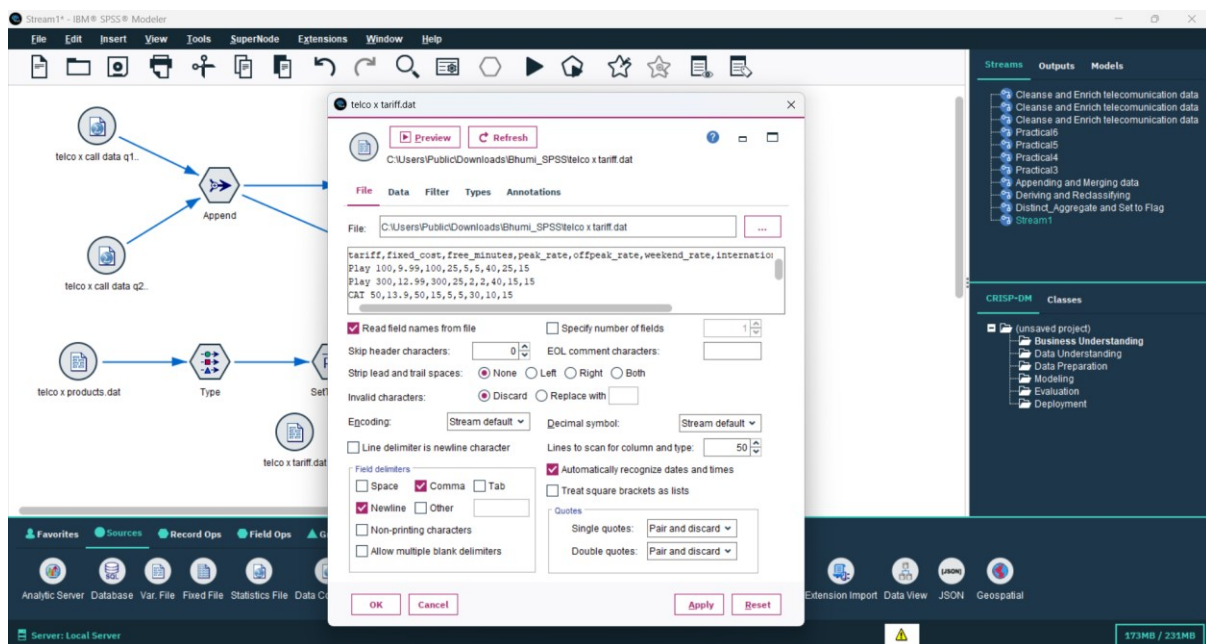 Stream1* - IBM® SPSS® Modeler
File Edit Insert View Tools SuperNode Extensions Window Help
Streams Outputs Models
Cleanse and Enrich telecomunication data
Cleanse and Enrich telecomunication data
Cleanse and Enrich telecomunication data
Practical6
Practical5
Practical4
Practical3
Appending and Merging data
Deriving and Reclassifying
Distinct_Aggregate and Set to Flag
Stream1
CRISP-DM Classes
(unsaved project)
Business Understanding
Data Understanding
Data Preparation
Modeling
Evaluation
Deployment
telco x call data q1..
Append
telco x call data q2..
telco x products.dat
Type
telco x tariff.dat
telco x tariff.dat
Preview Refresh
C:\Users\Public\Downloads\Bhumi_SPSS\telco x tariff.dat
File Data Filter Types Annotations
File: C:\Users\Public\Downloads\Bhumi_SPSS\telco x tariff.dat ...
tariff,fixed_cost,free_minutes,peak_rate,offpeak_rate,weekend_rate,internatio
Play 100,9.99,100,25,5,5,40,25,15
Play 300,12.99,300,25,2,2,40,15,15
CAT 50,13.9,50,15,5,5,30,10,15
Read field names from file Specify number of fields 1
Skip header characters: 0 EOL comment characters:
Strip lead and trail spaces: None Left Right Both
Invalid characters: Discard Replace with
Encoding: Stream default Decimal symbol: Stream default
Line delimiter is newline character Lines to scan for column and type: 50
Field delimiters Automatically recognize dates and times
Space Comma Tab Treat square brackets as lists
Newline Other Quotes
Non-printing characters Single quotes: Pair and discard
Allow multiple blank delimiters Double quotes: Pair and discard
OK Cancel Apply Reset
Favorites Sources Record Ops Field Ops
Analytic Server Database Var. File Fixed File Statistics File Extension Import Data View JSON Geospatial
Server: Local Server 173MB / 231MB